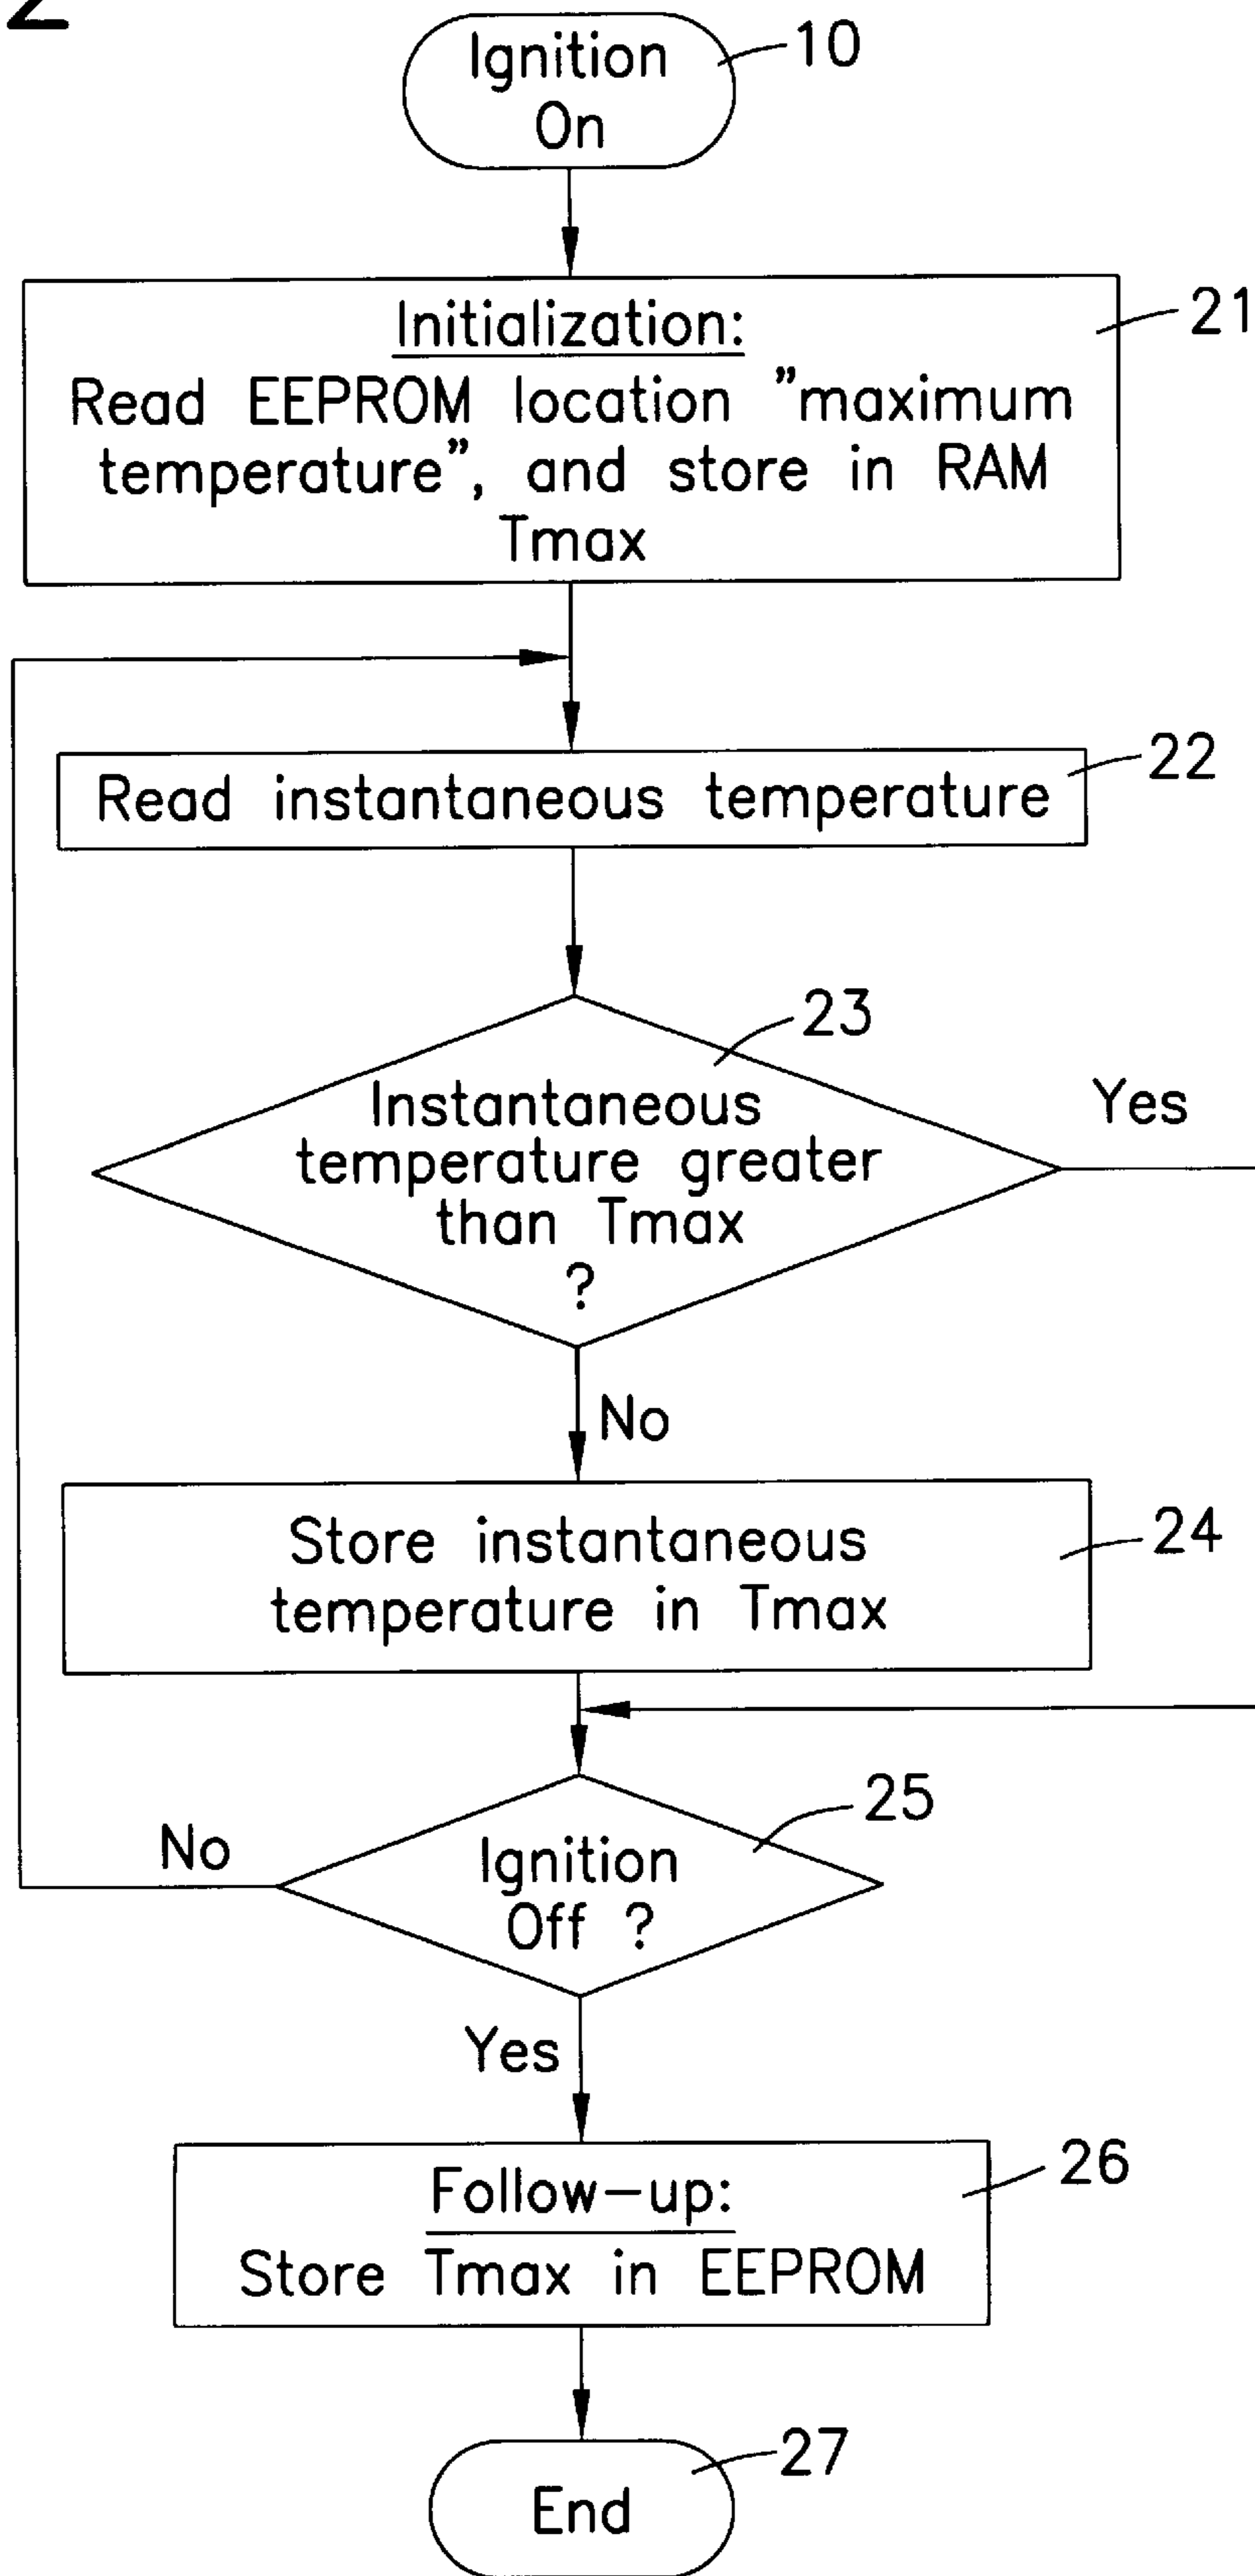 2
Ignition
On
10
Initialization:
Read EEPROM location "maximum
temperature", and store in RAM
Tmax
21
Read instantaneous temperature
22
23
Instantaneous
temperature greater
than Tmax
?
Yes
No
Store instantaneous
temperature in Tmax
24
25
Ignition
Off ?
No
Yes
Follow-up:
Store Tmax in EEPROM
26
End
27